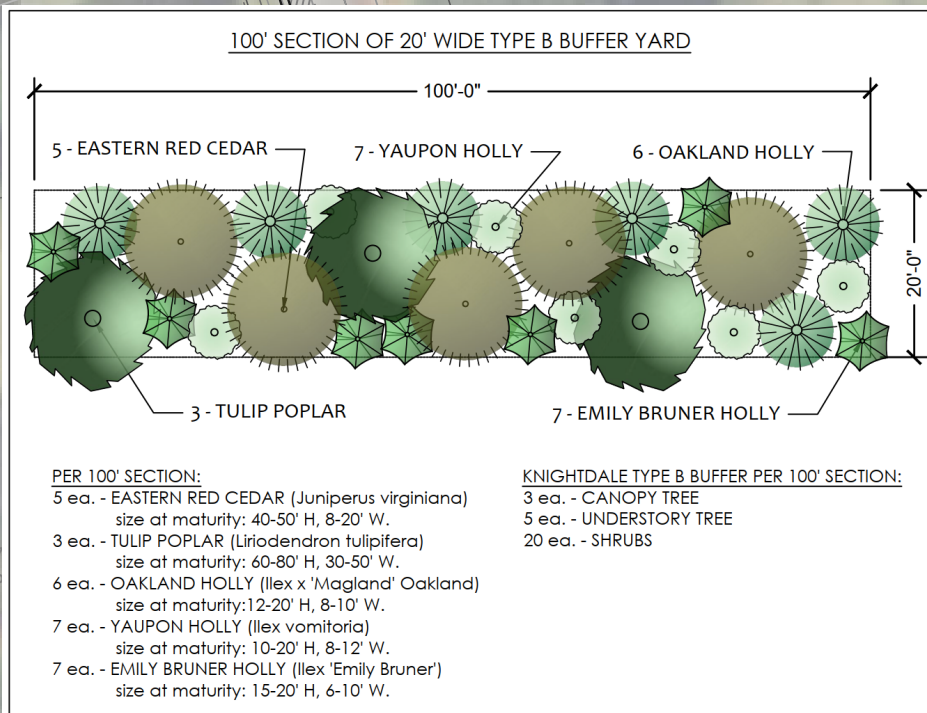 100' SECTION OF 20' WIDE TYPE B BUFFER YARD
100'-0"
5 - EASTERN RED CEDAR
7 - YAUPON HOLLY
6 - OAKLAND HOLLY
20'-0"
3 - TULIP POPLAR
7 - EMILY BRUNER HOLLY
PER 100' SECTION:
5 ea. - EASTERN RED CEDAR (Juniperus virginiana)
size at maturity: 40-50' H, 8-20' W.
3 ea. - TULIP POPLAR (Liriodendron tulipifera)
size at maturity: 60-80' H, 30-50' W.
6 ea. - OAKLAND HOLLY (Ilex x 'Magland' Oakland)
size at maturity:12-20' H, 8-10' W.
7 ea. - YAUPON HOLLY (Ilex vomitoria)
size at maturity: 10-20' H, 8-12' W.
7 ea. - EMILY BRUNER HOLLY (Ilex 'Emily Bruner')
size at maturity: 15-20' H, 6-10' W.
KNIGHTDALE TYPE B BUFFER PER 100' SECTION:
3 ea. - CANOPY TREE
5 ea. - UNDERSTORY TREE
20 ea. - SHRUBS